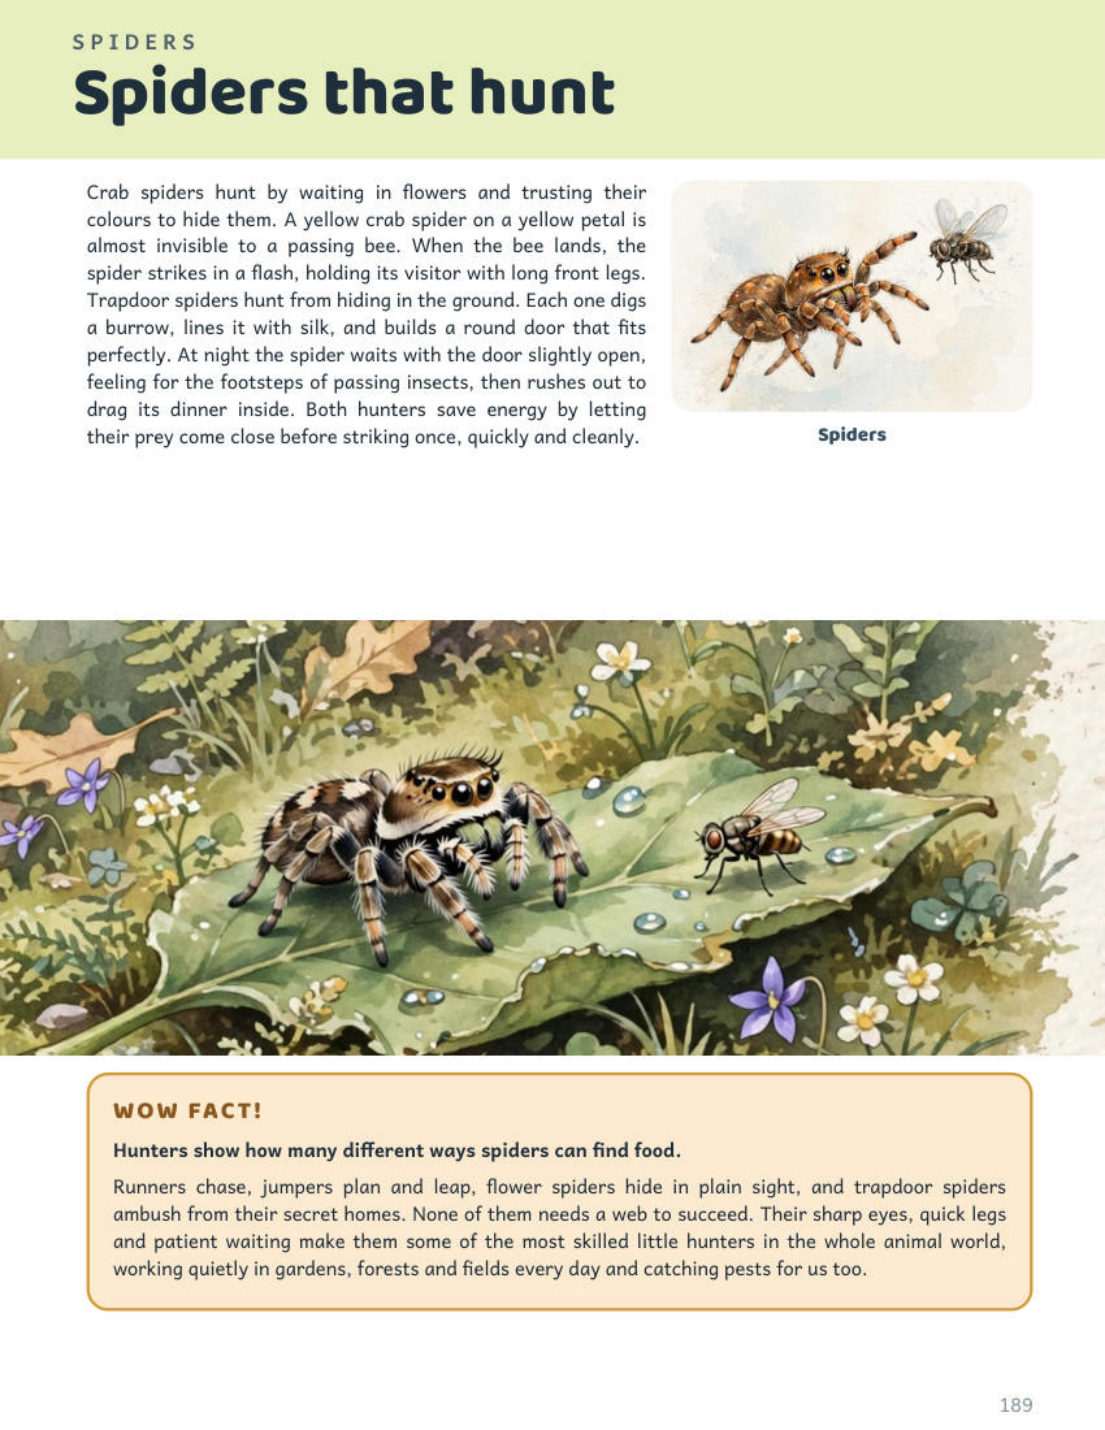 SPIDERS
Spiders that hunt
Crab spiders hunt by waiting in flowers and trusting their
colours to hide them. A yellow crab spider on a yellow petal is
almost invisible to a passing bee. When the bee lands, the
spider strikes in a flash, holding its visitor with long front legs.
Trapdoor spiders hunt from hiding in the ground. Each one digs
a burrow, lines it with silk, and builds a round door that fits
perfectly. At night the spider waits with the door slightly open,
feeling for the footsteps of passing insects, then rushes out to
drag its dinner inside. Both hunters save energy by letting
their prey come close before striking once, quickly and cleanly.
Spiders
WOW FACT!
Hunters show how many different ways spiders can find food.
Runners chase, jumpers plan and leap, flower spiders hide in plain sight, and trapdoor spiders
ambush from their secret homes. None of them needs a web to succeed. Their sharp eyes, quick legs
and patient waiting make them some of the most skilled little hunters in the whole animal world,
working quietly in gardens, forests and fields every day and catching pests for us too.
189